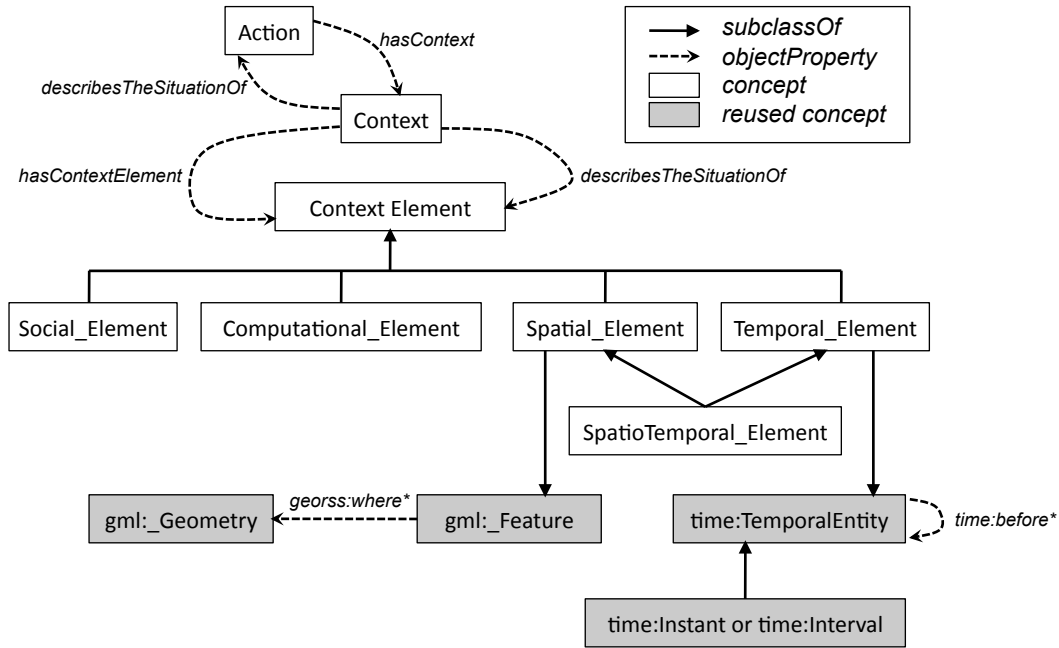 Action
hasContext
describesTheSituationOf
Context
hasContextElement
describesTheSituationOf
Context Element
subclassOf
objectProperty
concept
reused concept
Social_Element
Computational_Element
Spatial_Element
Temporal_Element
SpatioTemporal_Element
gml:_Geometry
georss:where*
gml:_Feature
time:TemporalEntity
time:before*
time:Instant or time:Interval